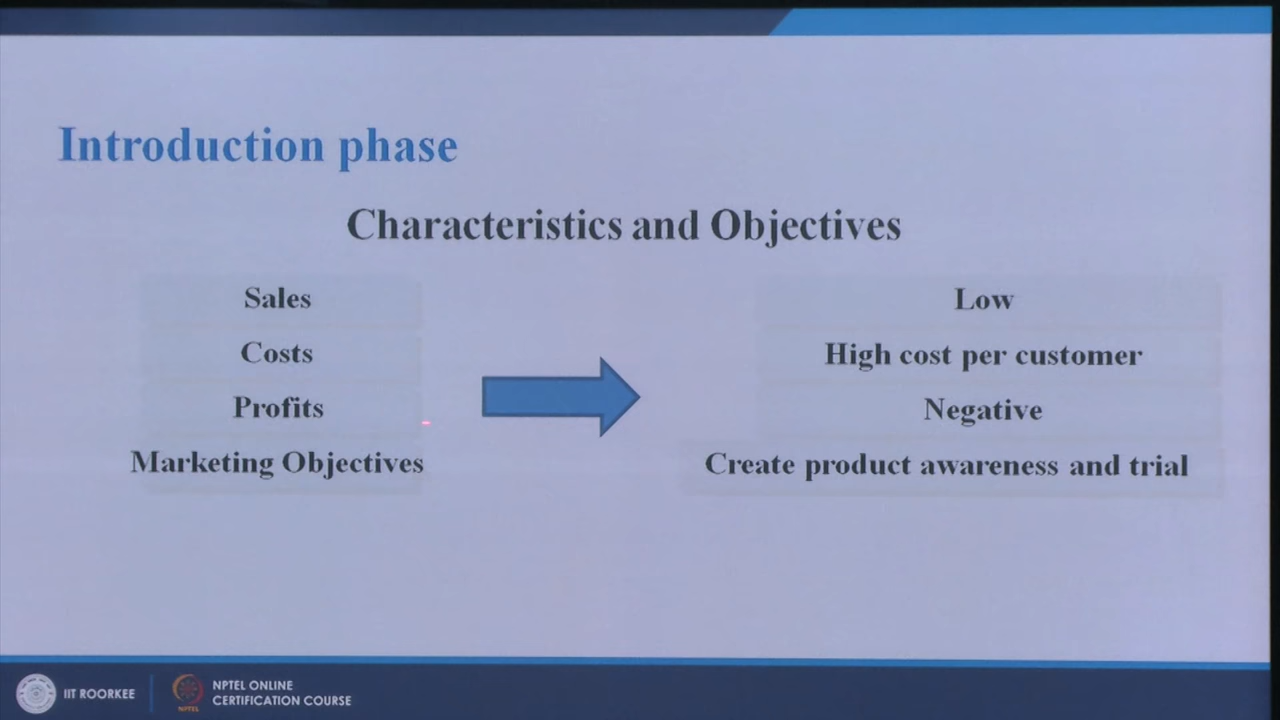 Introduction phase
Characteristics and Objectives
Sales
Low
Costs
High cost per customer
Profits
Negative
Marketing Objectives
Create product awareness and trial
IIT ROORKEE
NPTEL ONLINE
CERTIFICATION COURSE
NPTEL